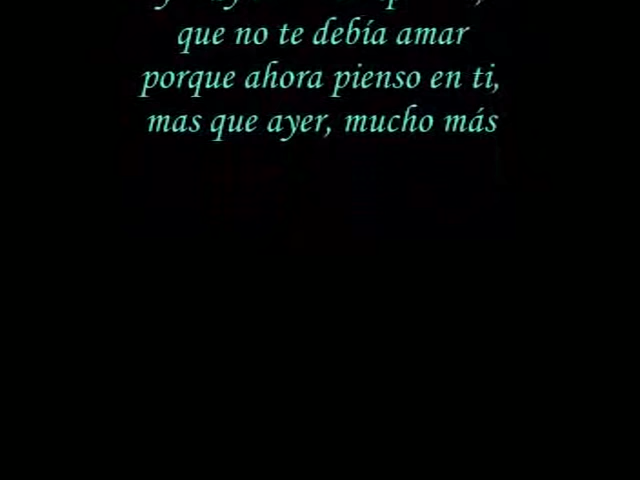 que no te debía amar
porque ahora pienso en ti,
mas que ayer, mucho más